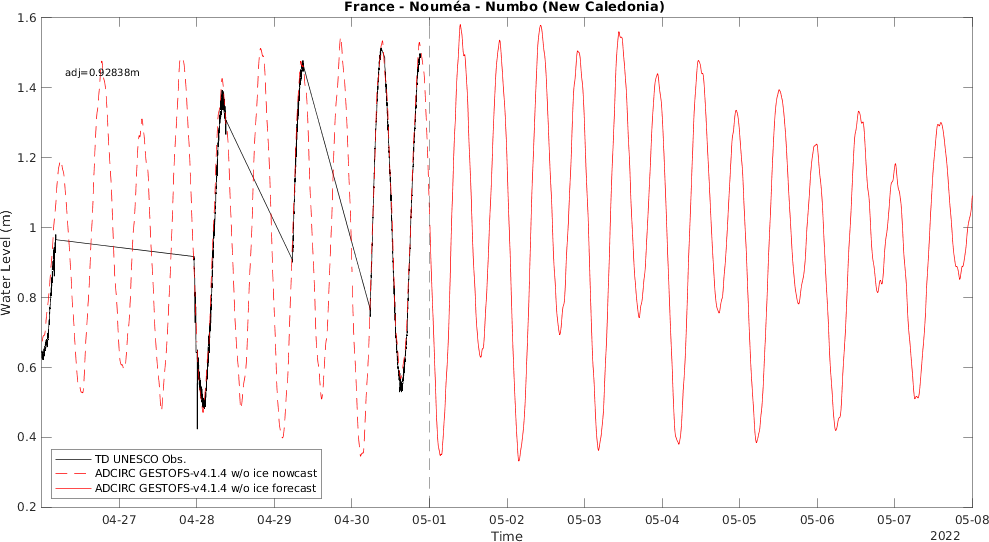 France - Nouméa - Numbo (New Caledonia)
1.6
1.4
1.2
1
0.8
0.6
0.4
0.2
Water Level (m)
adj=0.92838m
TD UNESCO Obs.
ADCIRC GESTOFS-v4.1.4 w/o ice nowcast
ADCIRC GESTOFS-v4.1.4 w/o ice forecast
04-27 04-28 04-29 04-30 05-01 05-02 05-03 05-04 05-05 05-06 05-07 05-08
Time
2022